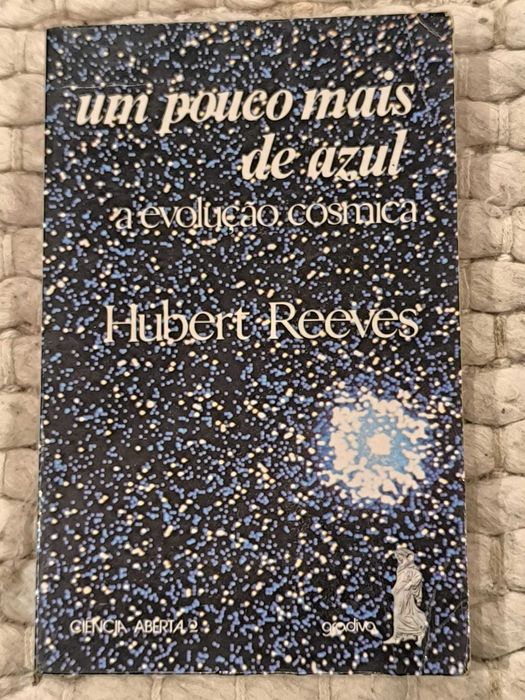 um pouco mais
de azul
a evolução cósmica
Hubert Reeves
CIÊNCIA ABERTA 2
gradiva